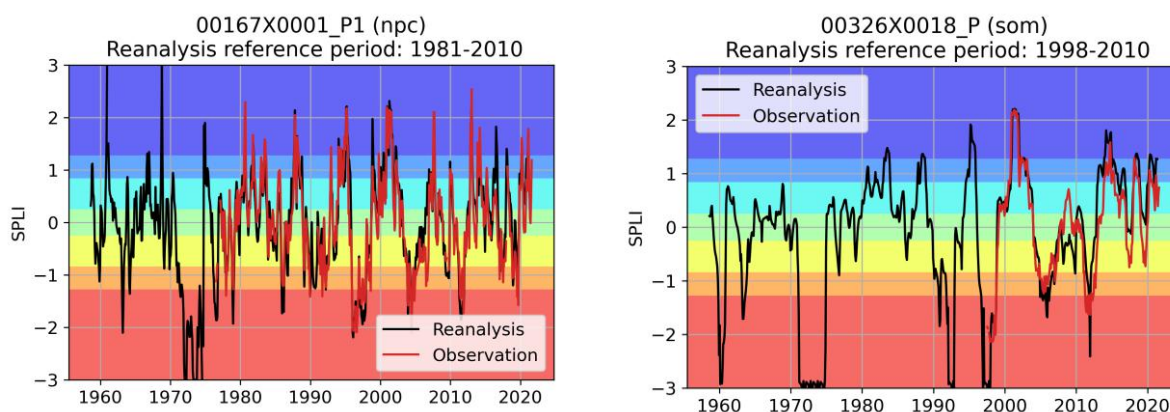 00167X0001_P1 (npc)
Reanalysis reference period: 1981-2010
SPLI
3
2
1
0
−1
−2
−3
Reanalysis
Observation
1960 1970 1980 1990 2000 2010 2020
00326X0018_P (som)
Reanalysis reference period: 1998-2010
SPLI
3
2
1
0
−1
−2
−3
Reanalysis
Observation
1960 1970 1980 1990 2000 2010 2020